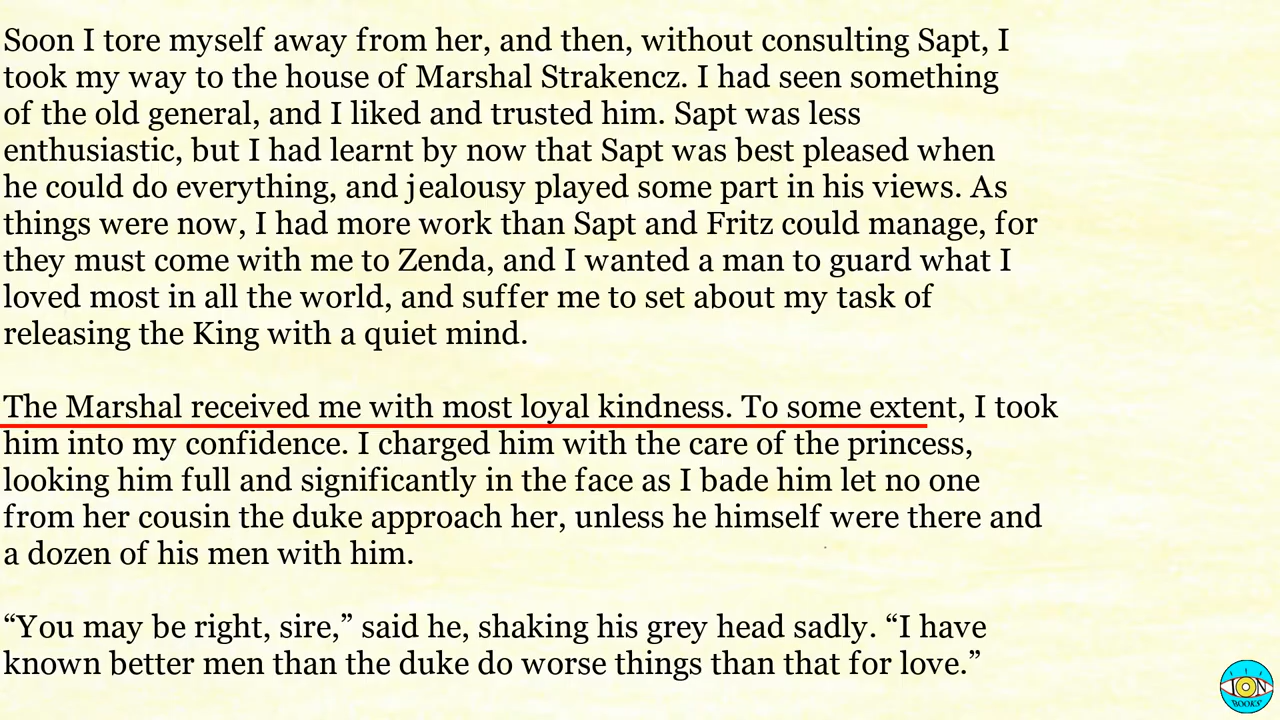 Soon I tore myself away from her, and then, without consulting Sapt, I
took my way to the house of Marshal Strakencz. I had seen something
of the old general, and I liked and trusted him. Sapt was less
enthusiastic, but I had learnt by now that Sapt was best pleased when
he could do everything, and jealousy played some part in his views. As
things were now, I had more work than Sapt and Fritz could manage, for
they must come with me to Zenda, and I wanted a man to guard what I
loved most in all the world, and suffer me to set about my task of
releasing the King with a quiet mind.
The Marshal received me with most loyal kindness. To some extent, I took
him into my confidence. I charged him with the care of the princess,
looking him full and significantly in the face as I bade him let no one
from her cousin the duke approach her, unless he himself were there and
a dozen of his men with him.
“You may be right, sire,” said he, shaking his grey head sadly. “I have
known better men than the duke do worse things than that for love.”
ION
BOOKS